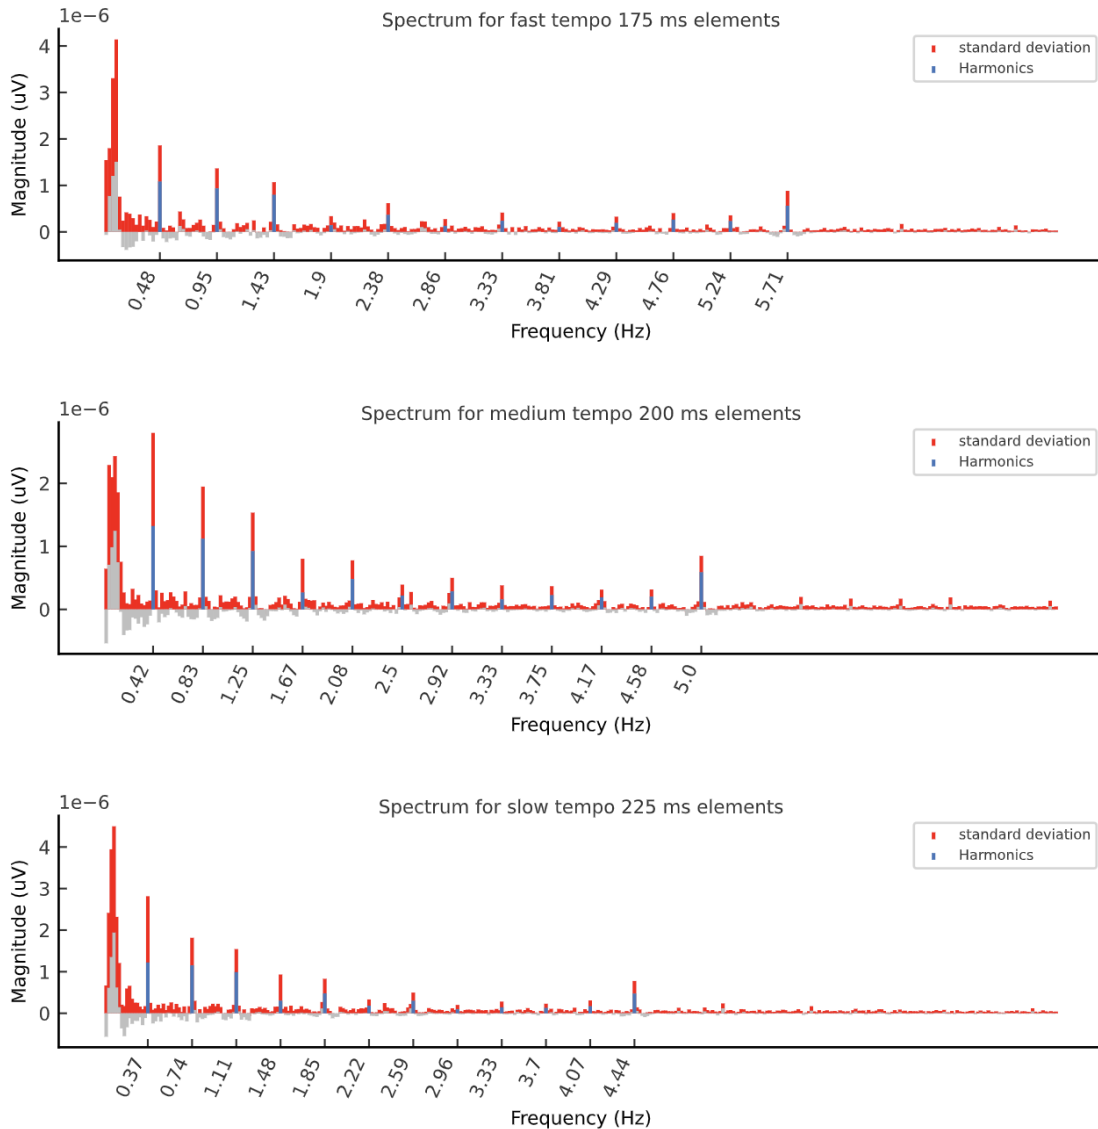 Spectrum for fast tempo 175 ms elements
1e−6
Magnitude (uV)
4
3
2
1
0
standard deviation
Harmonics
0.48 0.95 1.43 1.9 2.38 2.86 3.33 3.81 4.29 4.76 5.24 5.71
Frequency (Hz)
Spectrum for medium tempo 200 ms elements
1e−6
Magnitude (uV)
2
1
0
standard deviation
Harmonics
0.42 0.83 1.25 1.67 2.08 2.5 2.92 3.33 3.75 4.17 4.58 5.0
Frequency (Hz)
Spectrum for slow tempo 225 ms elements
1e−6
Magnitude (uV)
4
3
2
1
0
standard deviation
Harmonics
0.37 0.74 1.11 1.48 1.85 2.22 2.59 2.96 3.33 3.7 4.07 4.44
Frequency (Hz)